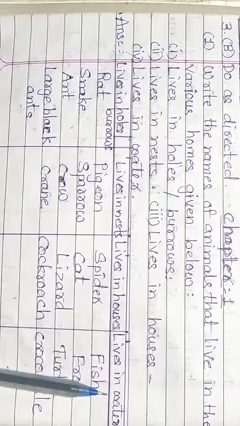 3.(B) Do as directed. Chapter-1
(1) Write the names of animals that live in the
various homes given below:
(i) Lives in holes / burrows.
(ii) Lives in nests. (iii) Lives in houses-
(iv) Lives in water.
Ans:- Lives in holes/burrows Lives in nests Lives in houses Lives in water
Rat Pigeon Spider Fish
Snake Sparrow Cat
Ant Crow Lizard
Large black ants Crane Cockroach